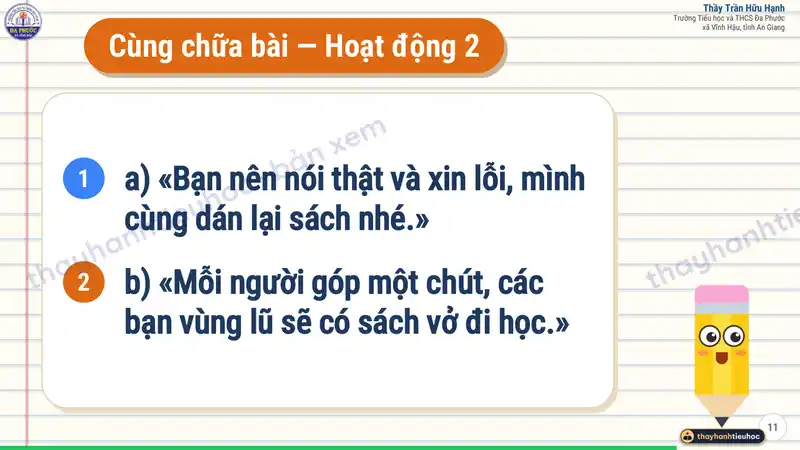 ĐA PHƯỚC
Thầy Trần Hữu Hạnh
Trường Tiểu học và THCS Đa Phước
xã Vĩnh Hậu, tỉnh An Giang
Cùng chữa bài – Hoạt động 2
1
a) «Bạn nên nói thật và xin lỗi, mình
cùng dán lại sách nhé.»
2
b) «Mỗi người góp một chút, các
bạn vùng lũ sẽ có sách vở đi học.»
thayhanhtieuhoc
11